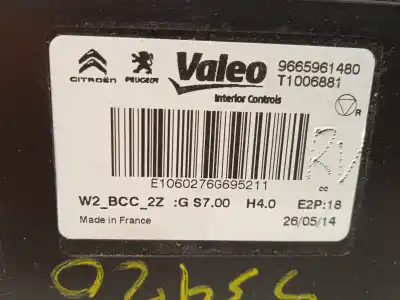 CITROËN PEUGEOT Valeo 9665961480
T1006881
Interior Controls
R
E1060276G695211
cc
W2_BCC_2Z :G S7.00 H4.0 E2P:18
Made in France 26/05/14